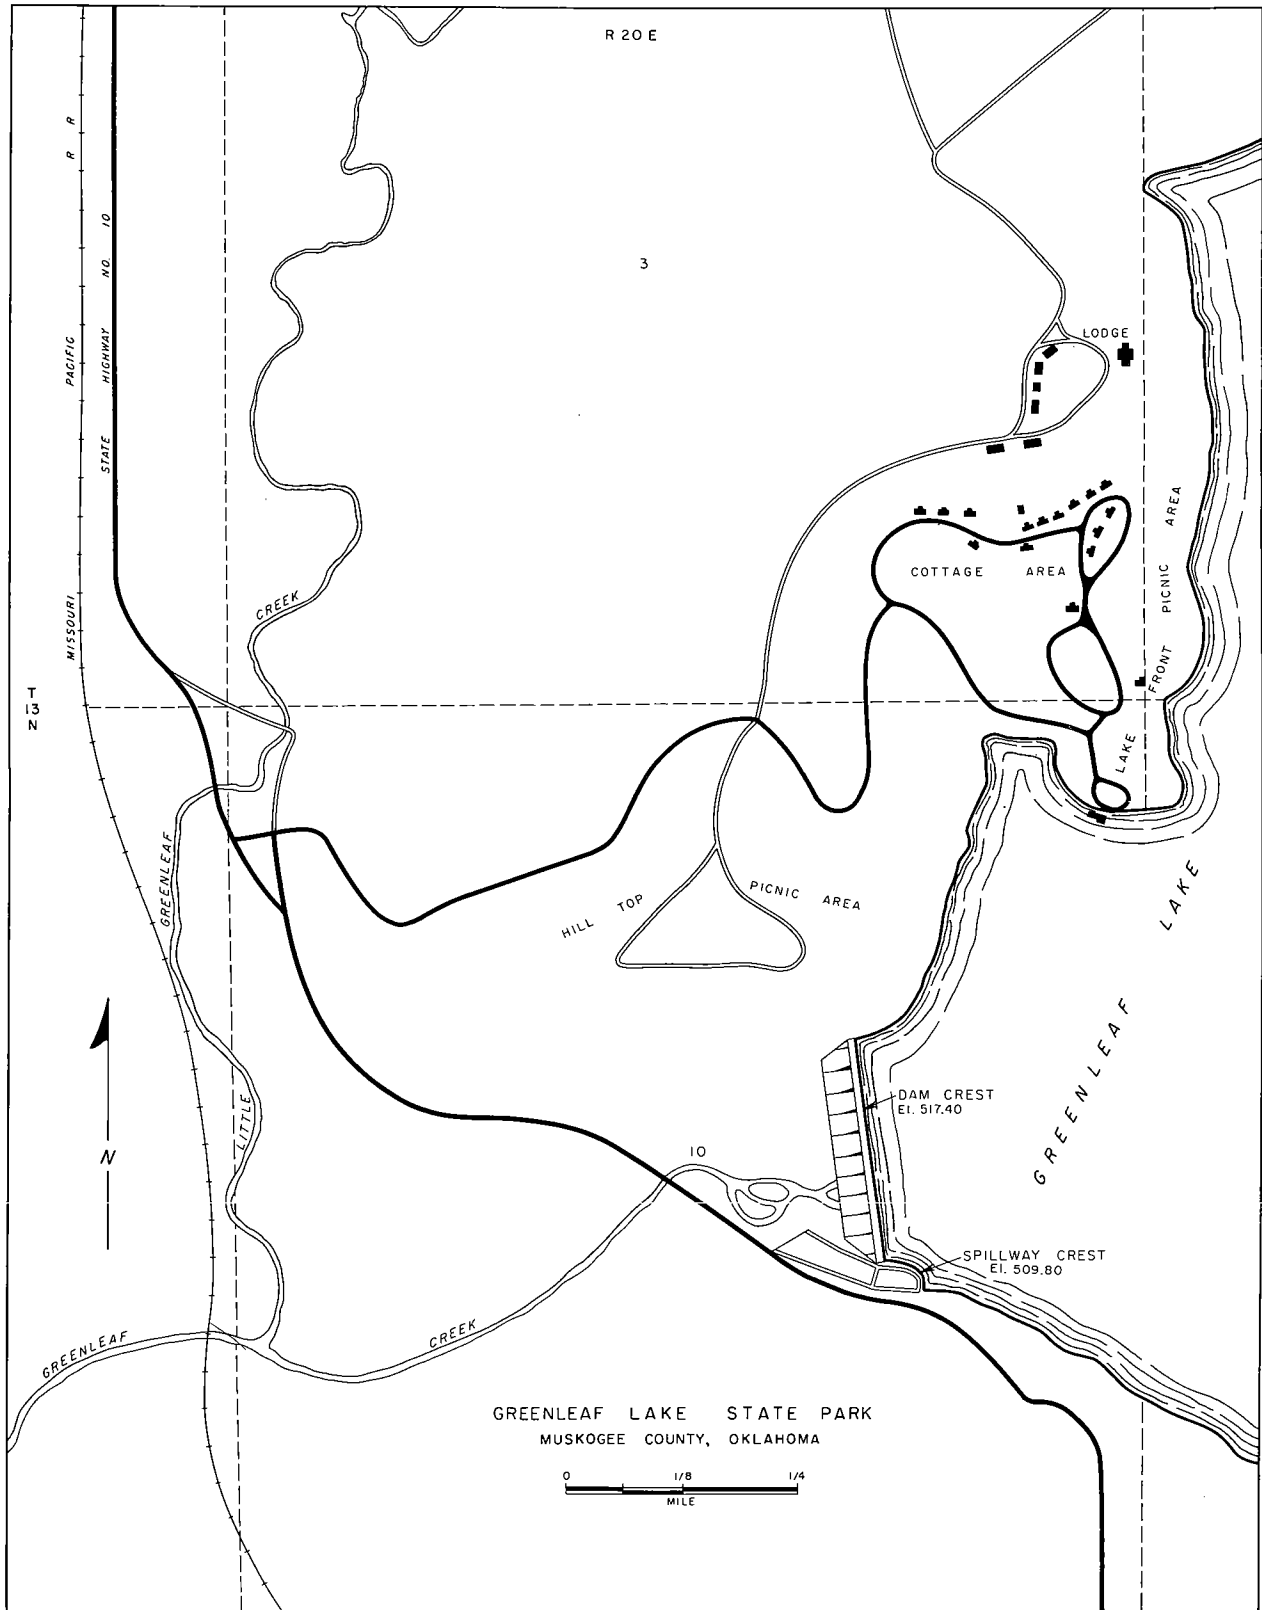 R 20 E
3
MISSOURI PACIFIC R R
STATE HIGHWAY NO. 10
LODGE
COTTAGE AREA
LAKE FRONT PICNIC AREA
CREEK
T
13
N
GREENLEAF
LITTLE
HILL TOP PICNIC AREA
GREENLEAF LAKE
DAM CREST
El. 517.40
N
10
SPILLWAY CREST
El. 509.80
GREENLEAF CREEK
GREENLEAF LAKE STATE PARK
MUSKOGEE COUNTY, OKLAHOMA
0 1/8 1/4
MILE